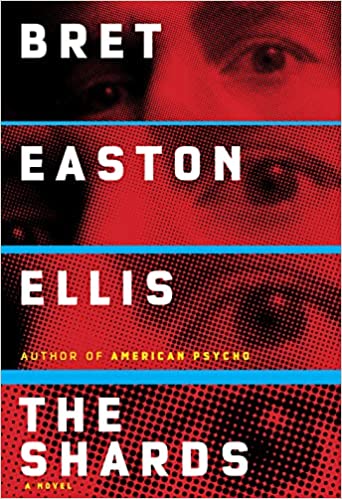 BRET
EASTON
ELLIS
AUTHOR OF AMERICAN PSYCHO
THE
SHARDS
A NOVEL